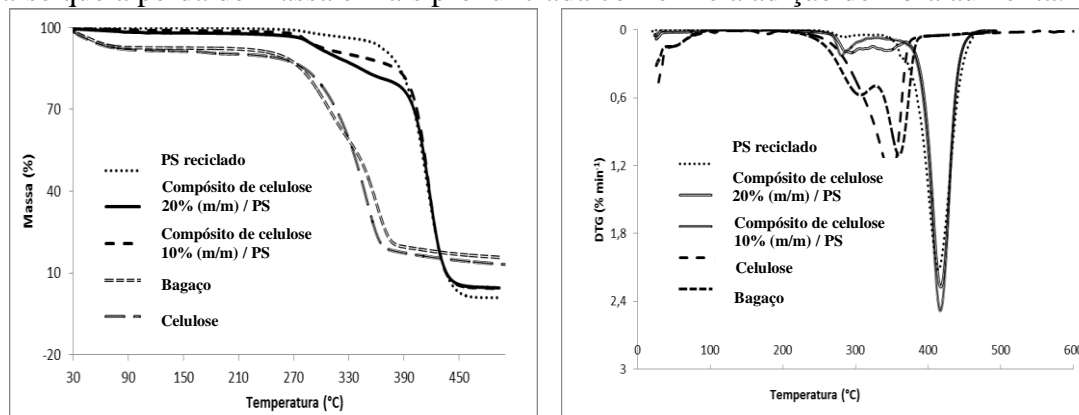 100
70
40
10
-20
Massa (%)
PS reciclado
Compósito de celulose
20% (m/m) / PS
Compósito de celulose
10% (m/m) / PS
Bagaço
Celulose
30 90 150 210 270 330 390 450
Temperatura (°C)
0
0,6
1,2
1,8
2,4
3
DTG (% min⁻¹)
PS reciclado
Compósito de celulose
20% (m/m) / PS
Compósito de celulose
10% (m/m) / PS
Celulose
Bagaço
0 100 200 300 400 500 600
Temperatura (°C)